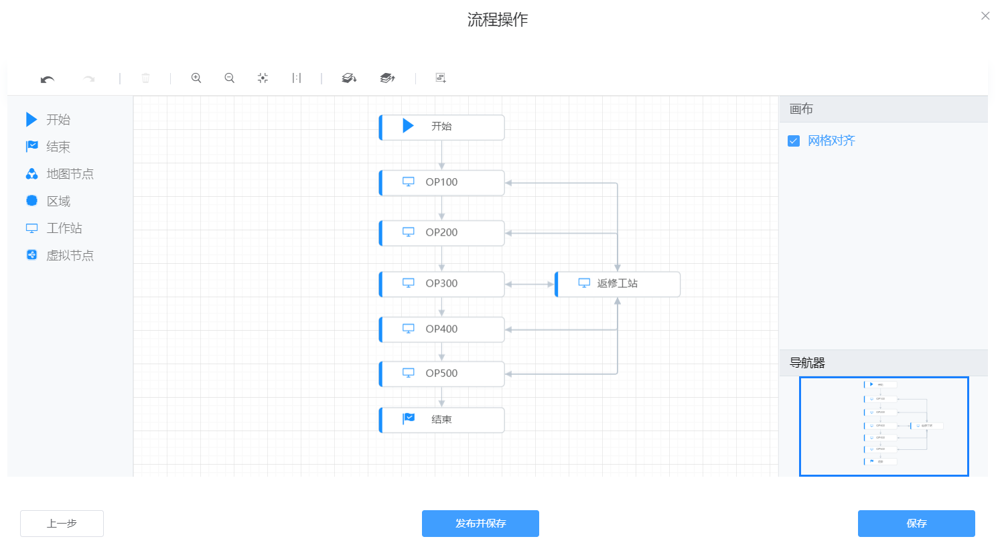 流程操作
开始
结束
地图节点
区域
工作站
虚拟节点
开始
OP100
OP200
OP300
返修工站
OP400
OP500
结束
画布
网格对齐
导航器
上一步
发布并保存
保存